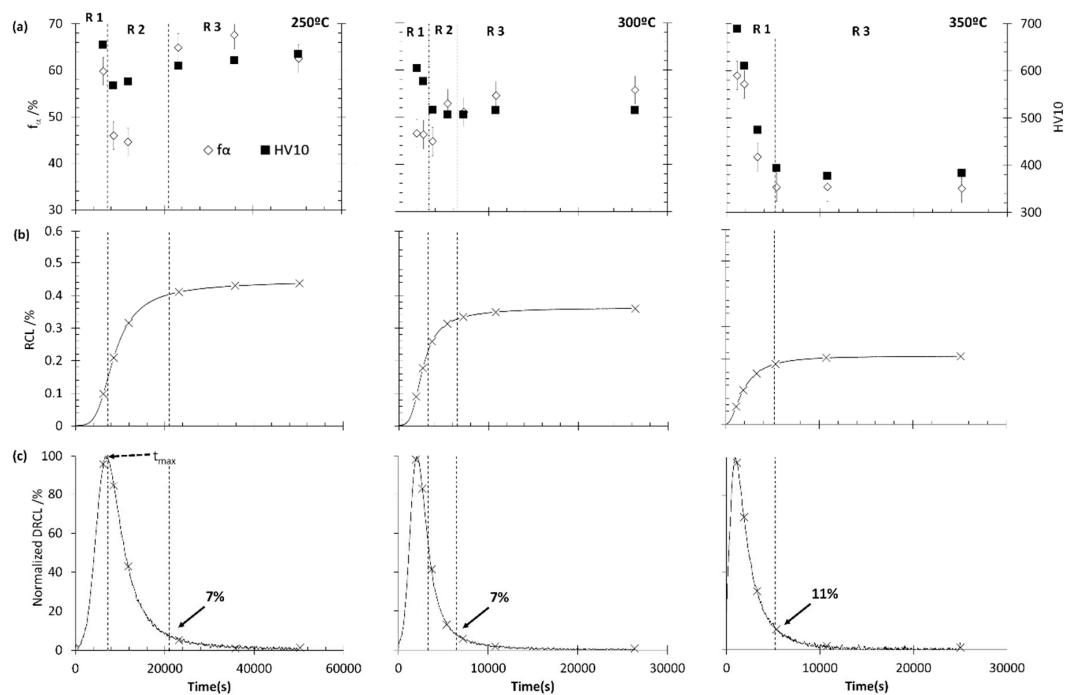 (a)
R 1
R 2
R 3
250ºC
R 1
R 2
R 3
300ºC
R 1
R 3
350ºC
70
60
50
40
30
fα /%
fα
HV10
700
600
500
400
300
HV10
(b)
0.6
0.5
0.4
0.3
0.2
0.1
0
RCL /%
(c)
100
80
60
40
20
0
Normalized DRCL /%
tmax
7%
7%
11%
0
20000
40000
60000
0
10000
20000
30000
0
10000
20000
30000
Time(s)
Time(s)
Time(s)